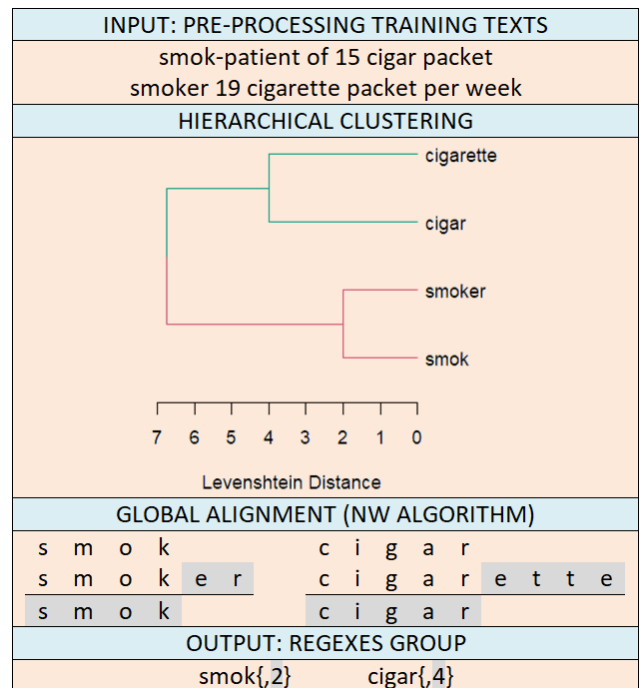 INPUT: PRE-PROCESSING TRAINING TEXTS
smok-patient of 15 cigar packet
smoker 19 cigarette packet per week
HIERARCHICAL CLUSTERING
cigarette
cigar
smoker
smok
7 6 5 4 3 2 1 0
Levenshtein Distance
GLOBAL ALIGNMENT (NW ALGORITHM)
s m o k c i g a r
s m o k e r c i g a r e t t e
s m o k c i g a r
OUTPUT: REGEXES GROUP
smok{,2} cigar{,4}